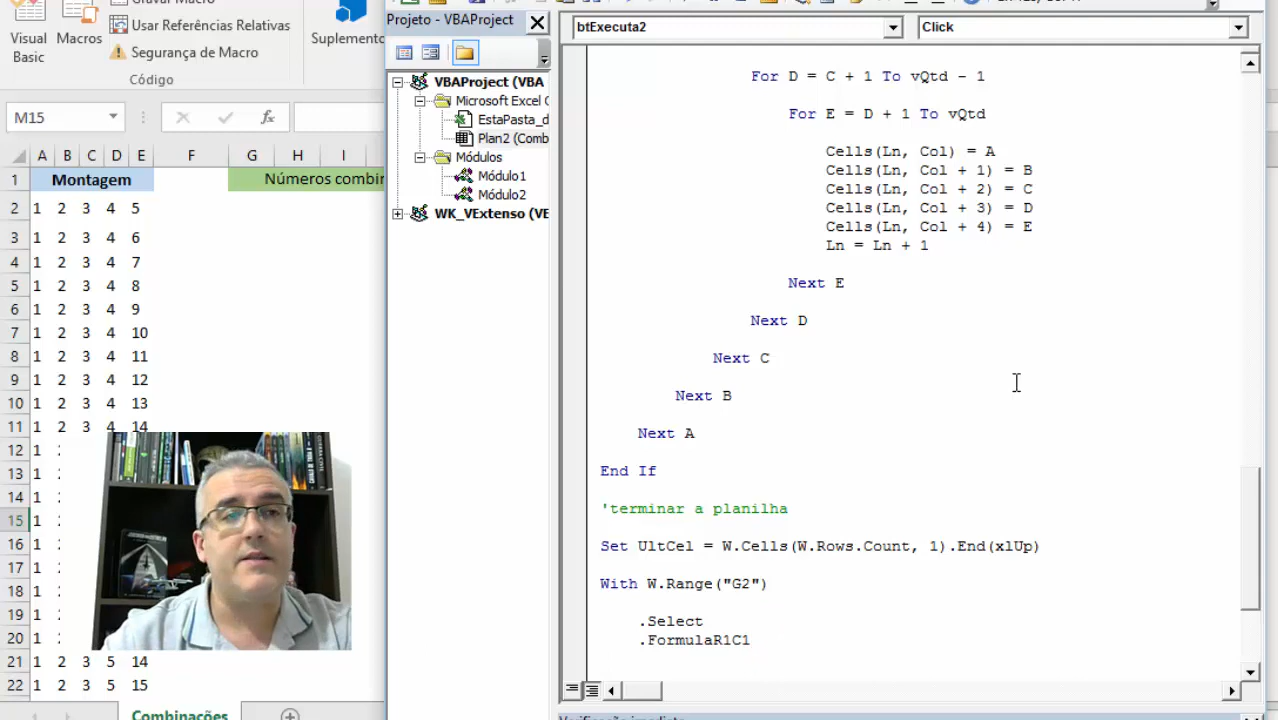 Gravar Macro
Usar Referências Relativas
Segurança de Macro
Visual
Basic
Macros
Suplemento
Código
M15
fx
A B C D E F G H I
1 Montagem Números combin
2 1 2 3 4 5
3 1 2 3 4 6
4 1 2 3 4 7
5 1 2 3 4 8
6 1 2 3 4 9
7 1 2 3 4 10
8 1 2 3 4 11
9 1 2 3 4 12
10 1 2 3 4 13
11 1 2 3 4 14
12 1
13 1
14 1
15 1
16 1
17 1
18 1
19 1
20 1
21 1 2 3 5 14
22 1 2 3 5 15
Combinações
Projeto - VBAProject
VBAProject (VBA
Microsoft Excel O
EstaPasta_d
Plan2 (Comb
Módulos
Módulo1
Módulo2
WK_VExtenso (VB
btExecuta2
Click
For D = C + 1 To vQtd - 1
For E = D + 1 To vQtd
Cells(Ln, Col) = A
Cells(Ln, Col + 1) = B
Cells(Ln, Col + 2) = C
Cells(Ln, Col + 3) = D
Cells(Ln, Col + 4) = E
Ln = Ln + 1
Next E
Next D
Next C
Next B
Next A
End If
'terminar a planilha
Set UltCel = W.Cells(W.Rows.Count, 1).End(xlUp)
With W.Range("G2")
.Select
.FormulaR1C1